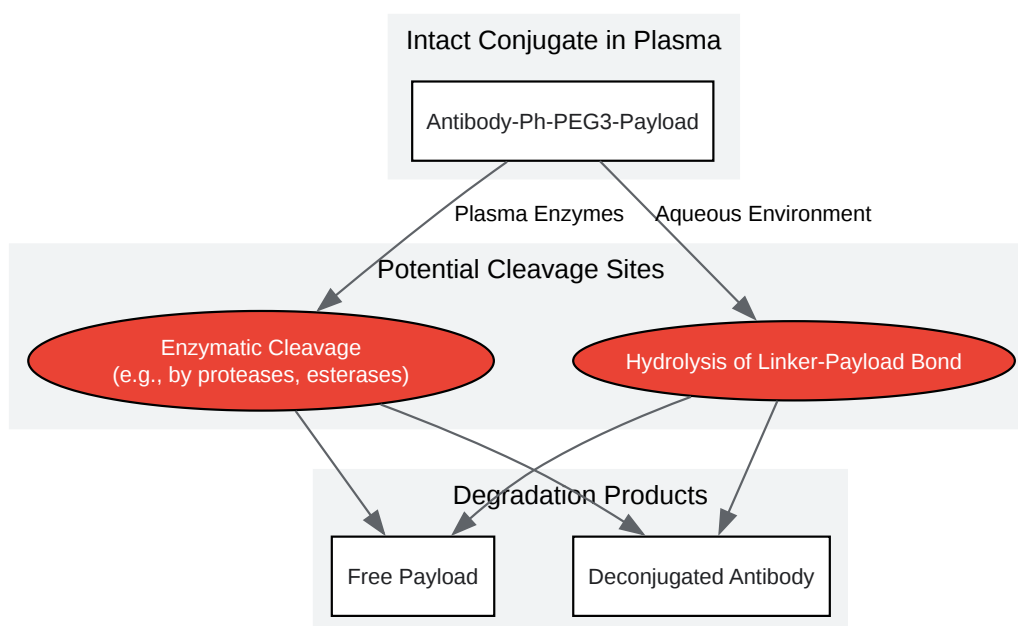 Intact Conjugate in Plasma
Antibody-Ph-PEG3-Payload
Plasma Enzymes
Aqueous Environment
Potential Cleavage Sites
Enzymatic Cleavage
(e.g., by proteases, esterases)
Hydrolysis of Linker-Payload Bond
Degradation Products
Free Payload
Deconjugated Antibody